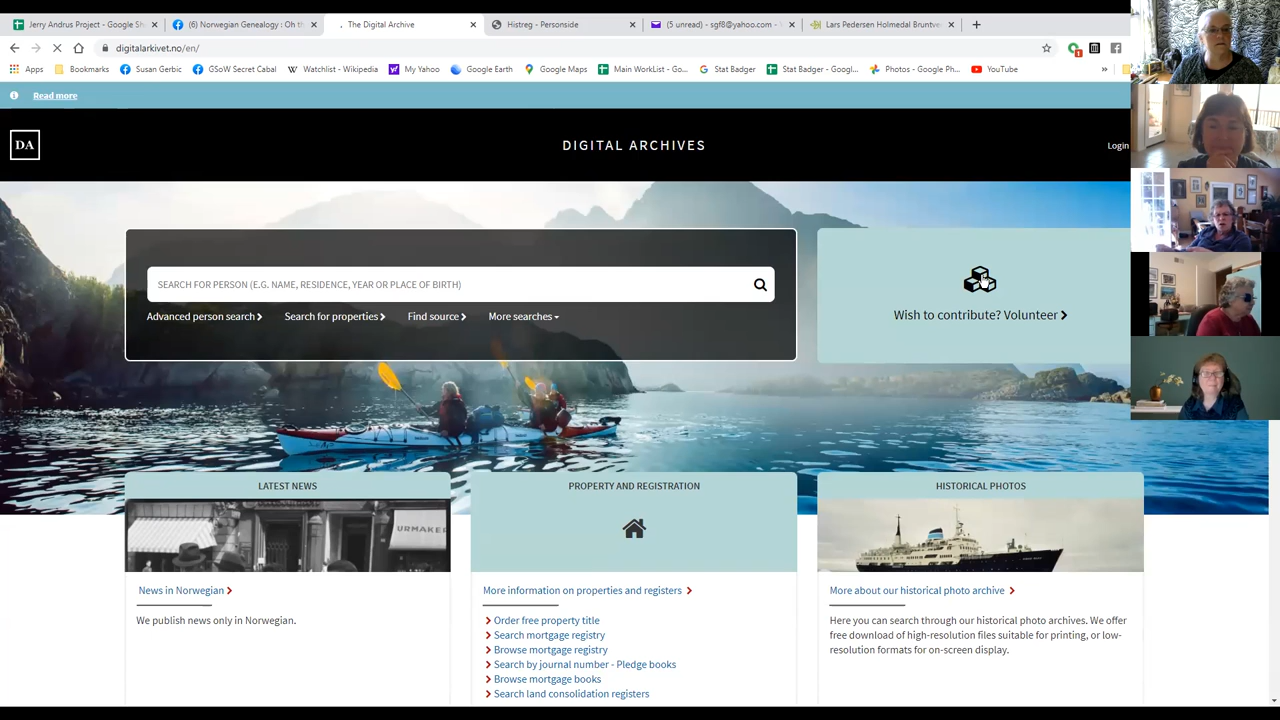 Jerry Andrus Project - Google Sh
(6) Norwegian Genealogy : Oh th
The Digital Archive
Histreg - Personside
(5 unread) - sgf8@yahoo.com -
Lars Pedersen Holmedal Bruntve
digitalarkivet.no/en/
Apps
Bookmarks
Susan Gerbic
GSoW Secret Cabal
Watchlist - Wikipedia
My Yahoo
Google Earth
Google Maps
Main WorkList - Go...
Stat Badger
Stat Badger - Googl...
Photos - Google Ph...
YouTube
Read more
DA
DIGITAL ARCHIVES
Login
SEARCH FOR PERSON (E.G. NAME, RESIDENCE, YEAR OR PLACE OF BIRTH)
Advanced person search
Search for properties
Find source
More searches
Wish to contribute? Volunteer
LATEST NEWS
URMAKER
News in Norwegian
We publish news only in Norwegian.
PROPERTY AND REGISTRATION
More information on properties and registers
Order free property title
Search mortgage registry
Browse mortgage registry
Search by journal number - Pledge books
Browse mortgage books
Search land consolidation registers
HISTORICAL PHOTOS
More about our historical photo archive
Here you can search through our historical photo archives. We offer
free download of high-resolution files suitable for printing, or low-
resolution formats for on-screen display.